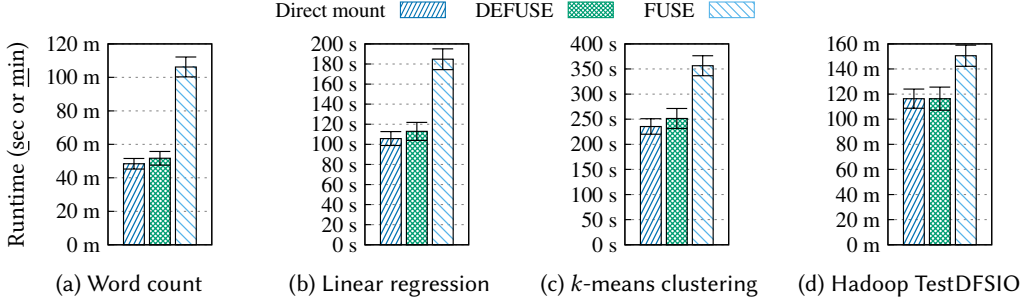 Direct mount DEFUSE FUSE
Runtime (sec or min)
120 m
100 m
80 m
60 m
40 m
20 m
0 m
(a) Word count
200 s
180 s
160 s
140 s
120 s
100 s
80 s
60 s
40 s
20 s
0 s
(b) Linear regression
400 s
350 s
300 s
250 s
200 s
150 s
100 s
50 s
0 s
(c) k-means clustering
160 m
140 m
120 m
100 m
80 m
60 m
40 m
20 m
0 m
(d) Hadoop TestDFSIO